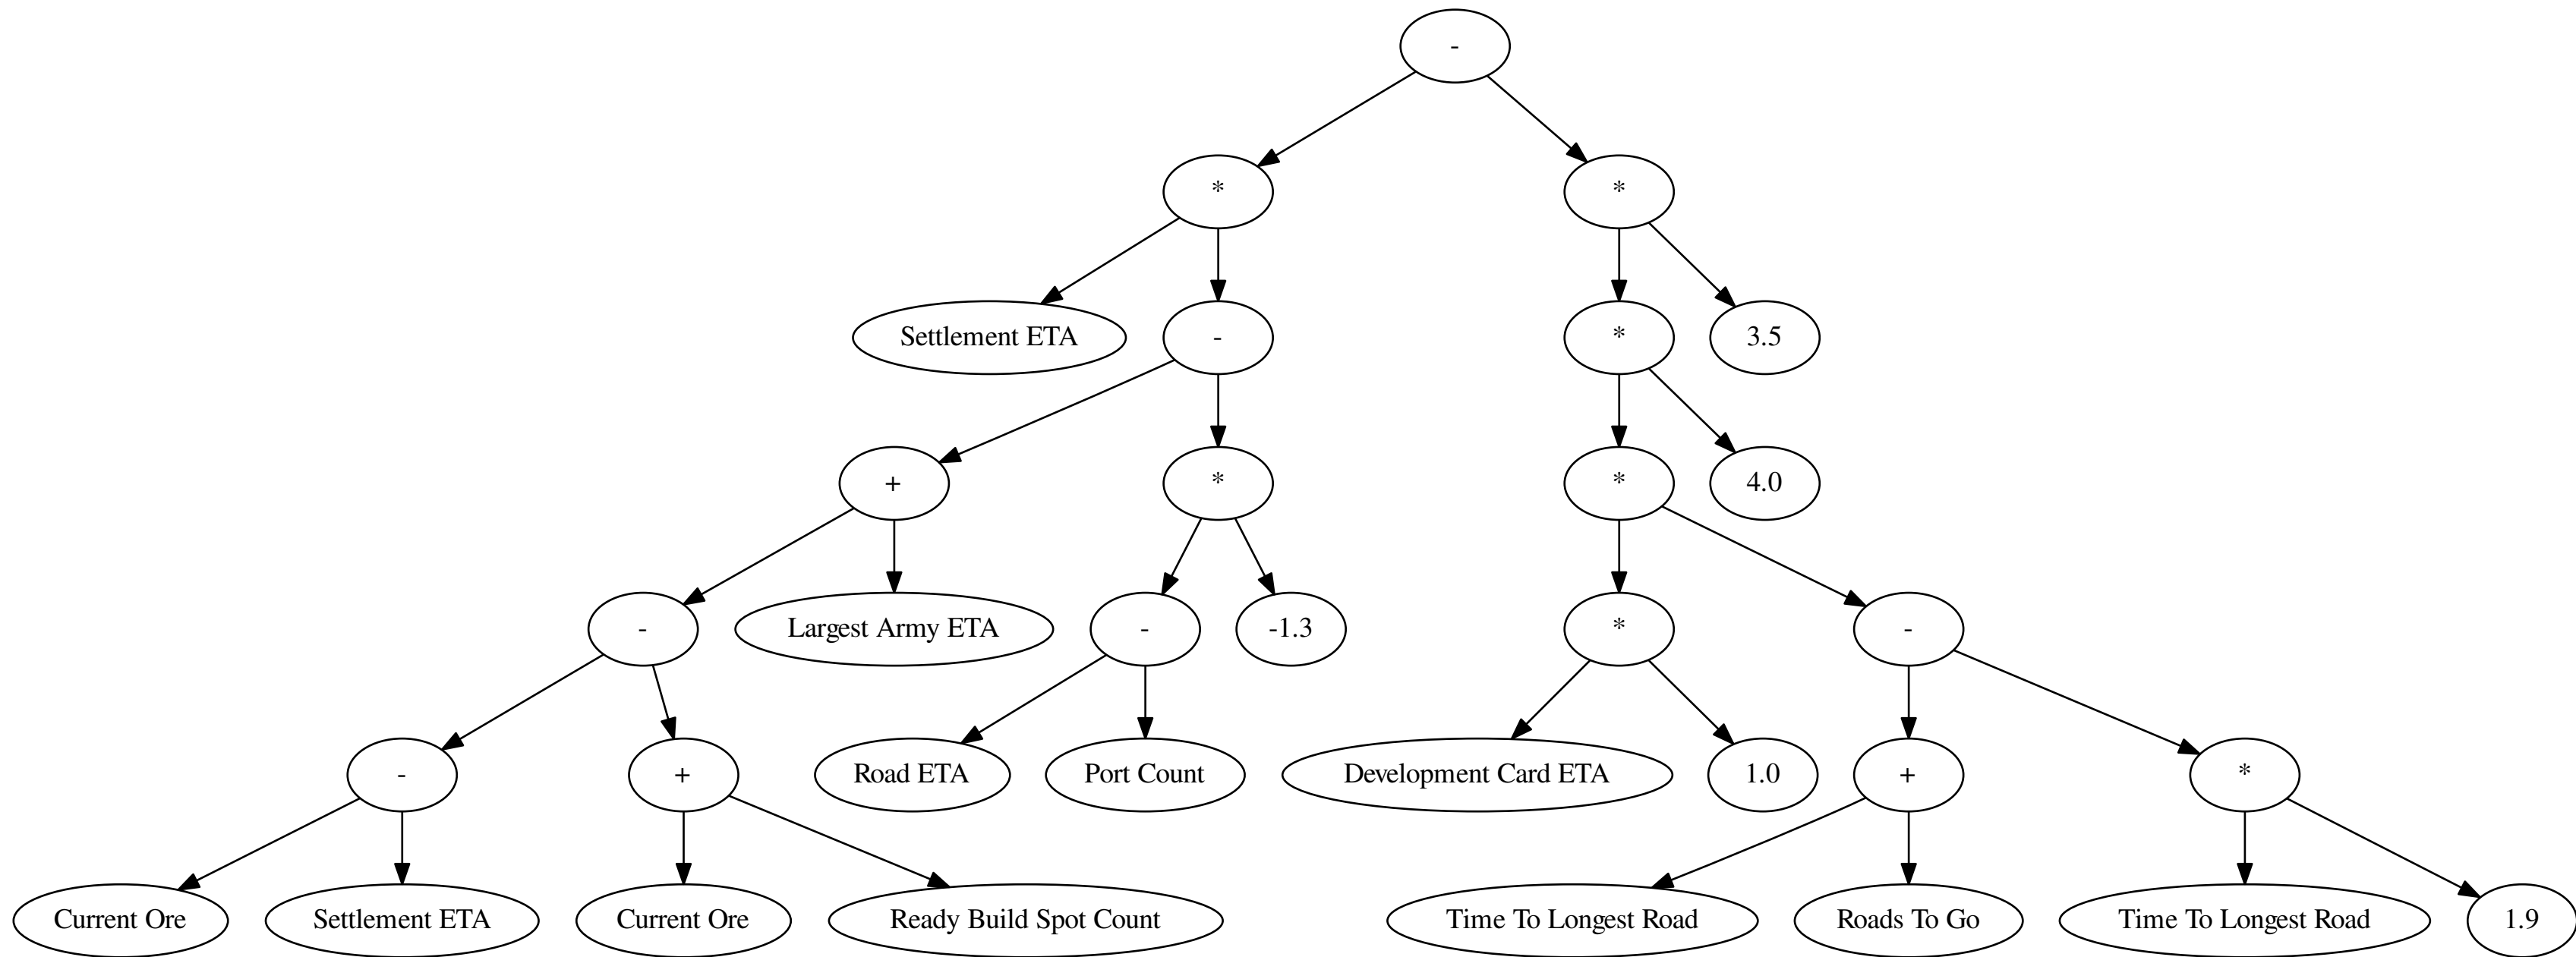 -
*
*
Settlement ETA
-
*
3.5
+
*
*
4.0
-
Largest Army ETA
-
-1.3
*
-
-
+
Road ETA
Port Count
Development Card ETA
1.0
+
*
Current Ore
Settlement ETA
Current Ore
Ready Build Spot Count
Time To Longest Road
Roads To Go
Time To Longest Road
1.9